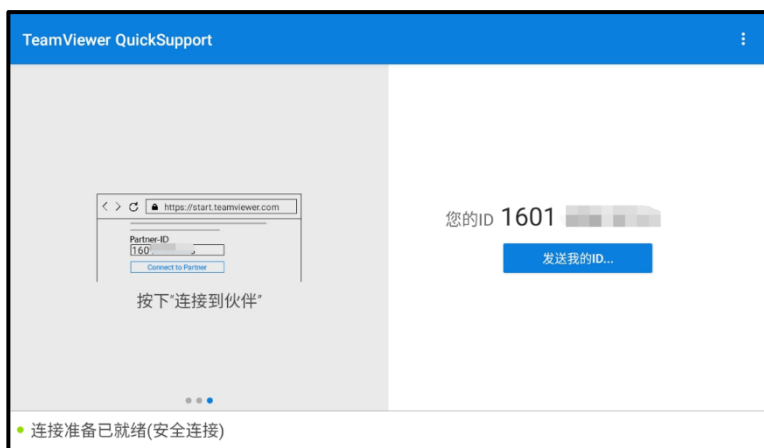 TeamViewer QuickSupport
https://start.teamviewer.com
Partner-ID
160
Connect to Partner
按下"连接到伙伴"
您的ID 1601
发送我的ID...
连接准备已就绪(安全连接)